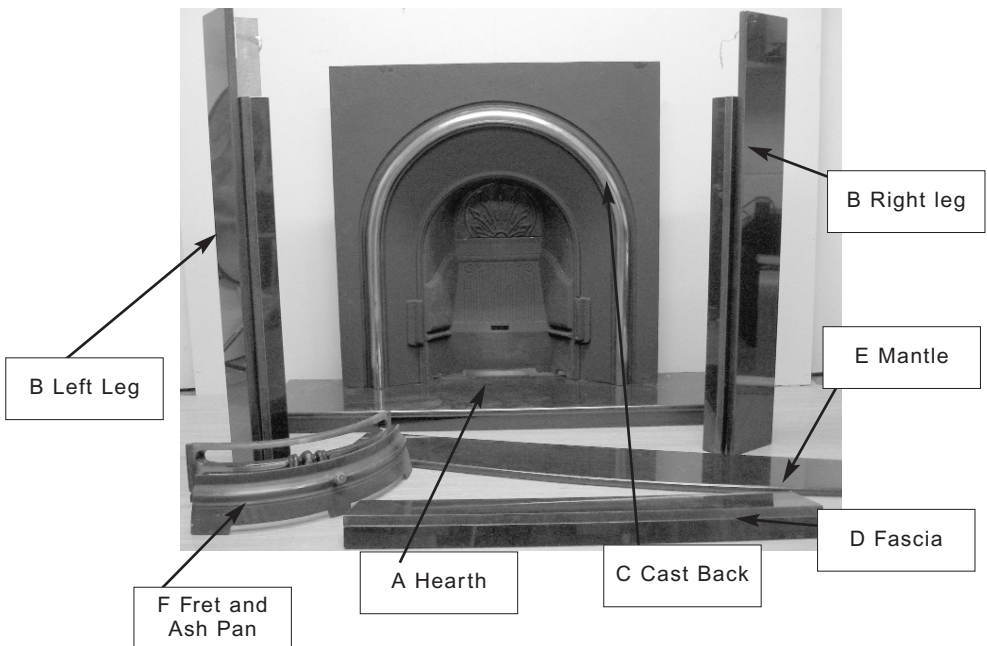 B Right leg
E Mantle
B Left Leg
D Fascia
C Cast Back
A Hearth
F Fret and
Ash Pan